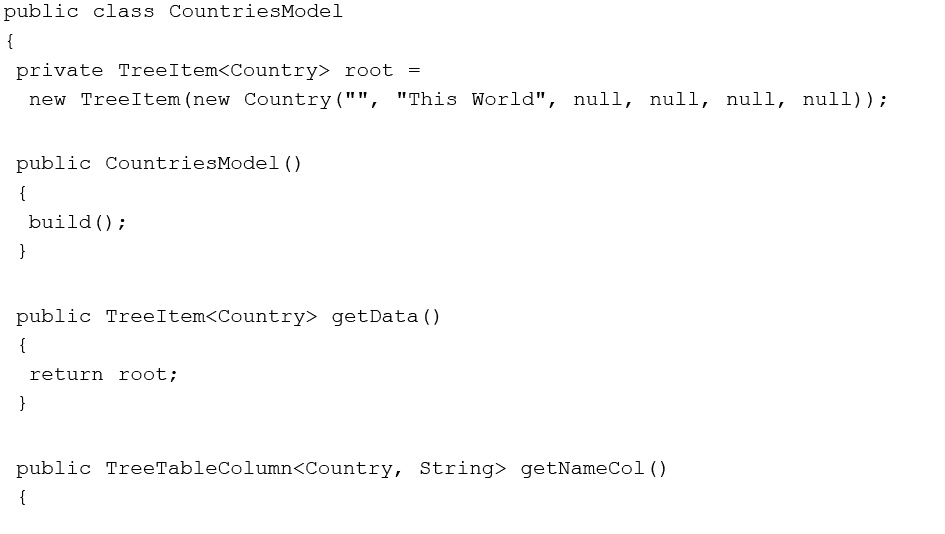 public class CountriesModel
{
 private TreeItem<Country> root =
  new TreeItem(new Country("", "This World", null, null, null, null));

 public CountriesModel()
 {
  build();
 }

 public TreeItem<Country> getData()
 {
  return root;
 }

 public TreeTableColumn<Country, String> getNameCol()
 {